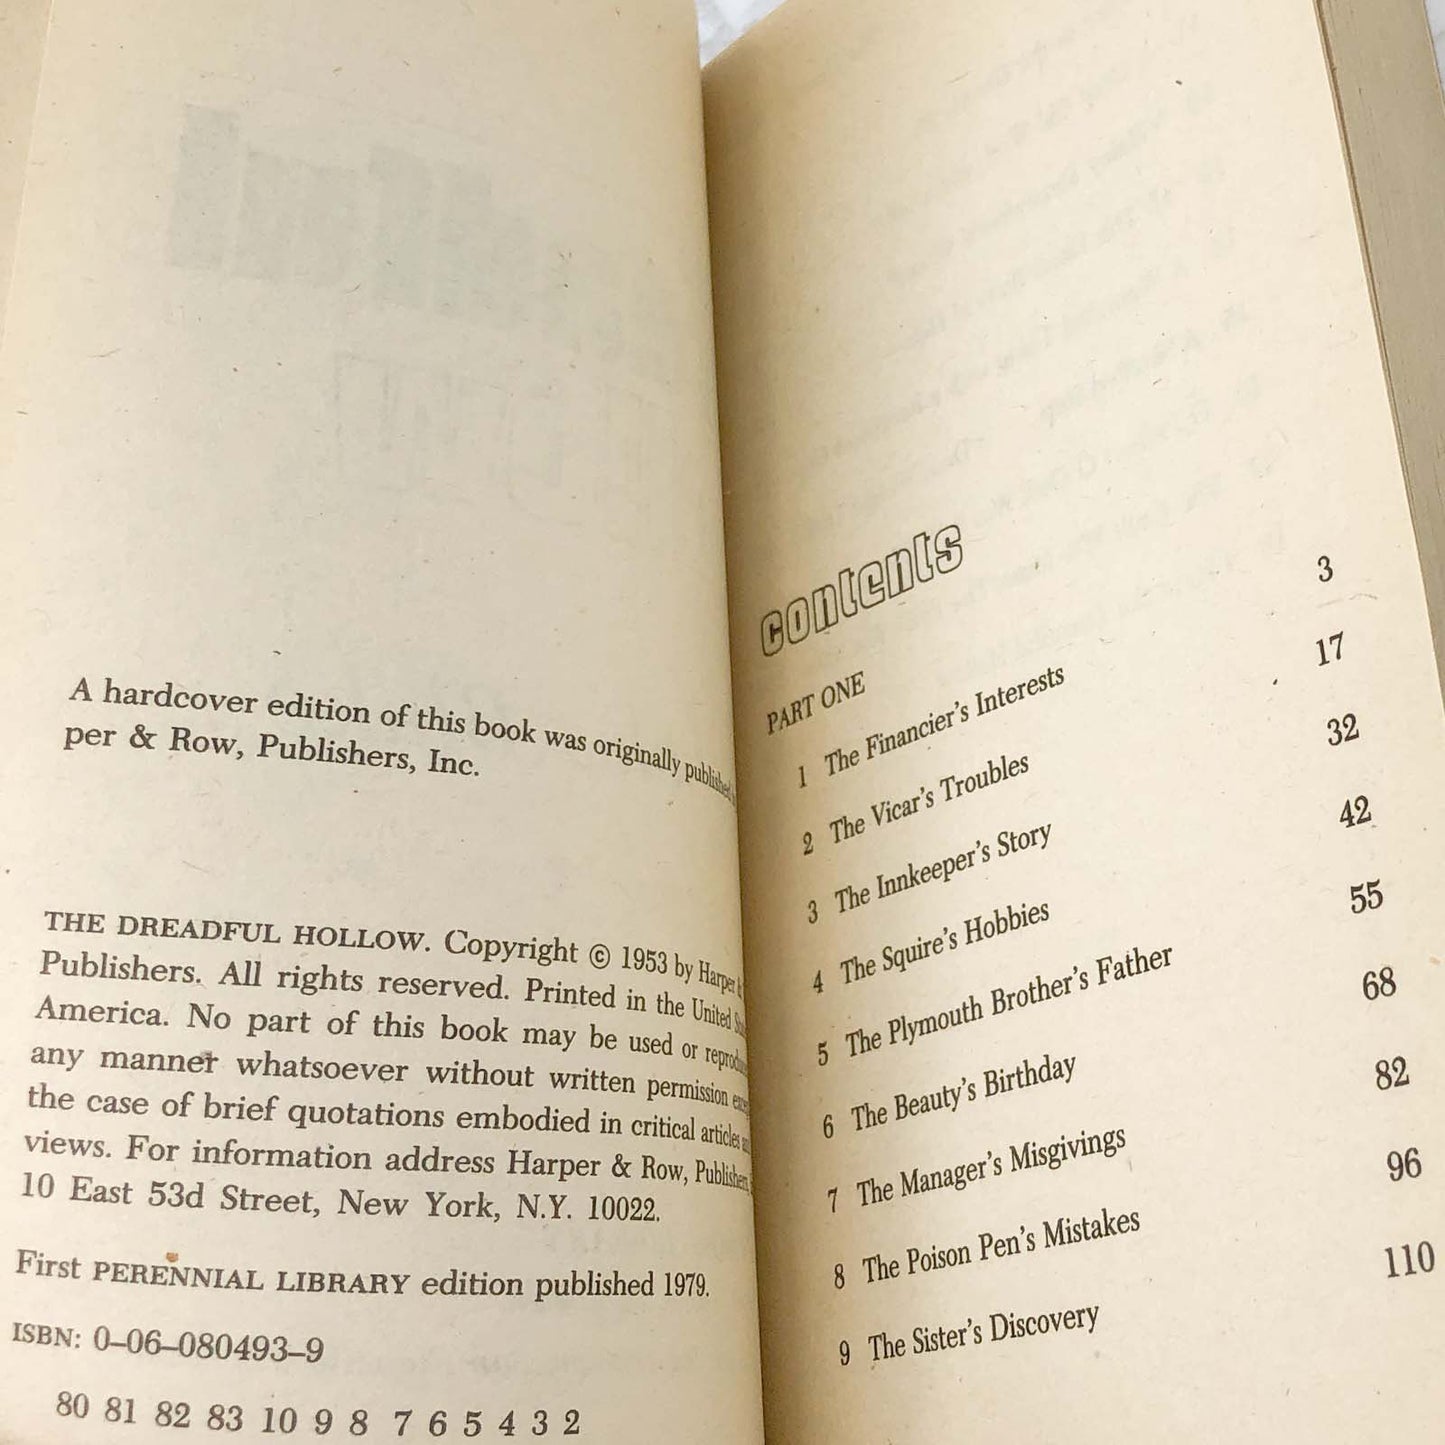 A hardcover edition of this book was originally published
per & Row, Publishers, Inc.
THE DREADFUL HOLLOW. Copyright © 1953 by Harper &
Publishers. All rights reserved. Printed in the United
America. No part of this book may be used or
any manner whatsoever without written permission
the case of brief quotations embodied in critical articles
views. For information address Harper & Row, Publishers,
10 East 53d Street, New York, N.Y. 10022.
First PERENNIAL LIBRARY edition published 1979.
ISBN: 0–06–080493–9
80 81 82 83 10 9 8 7 6 5 4 3 2
contents
PART ONE
1 The Financier's Interests 3
2 The Vicar's Troubles 17
3 The Innkeeper's Story 32
4 The Squire's Hobbies 42
5 The Plymouth Brother's Father 55
6 The Beauty's Birthday 68
7 The Manager's Misgivings 82
8 The Poison Pen's Mistakes 96
9 The Sister's Discovery 110